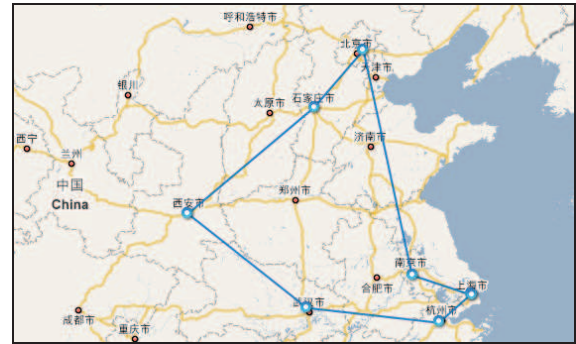 呼和浩特市
北京市
天津市
银川
太原市
石家庄市
西宁
兰州
济南市
中国
China
西安市
郑州市
南京市
合肥市
上海市
成都市
杭州市
重庆市